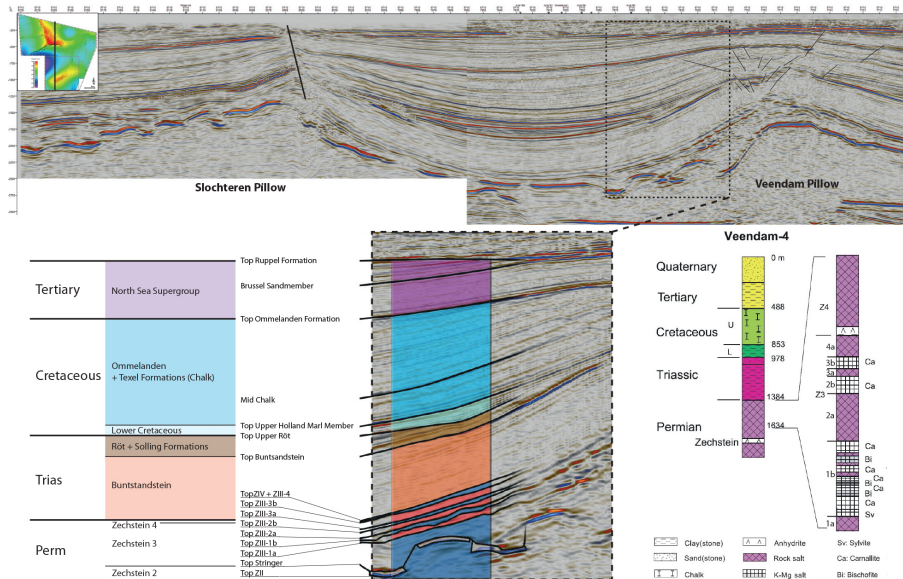 Slochteren Pillow
Veendam Pillow
Top Ruppel Formation
Tertiary
North Sea Supergroup
Brussel Sandmember
Top Ommelanden Formation
Cretaceous
Ommelanden
+ Texel Formations (Chalk)
Mid Chalk
Lower Cretaceous
Top Upper Holland Marl Member
Top Upper Röt
Röt + Solling Formations
Top Buntsandstein
Trias
Buntstandstein
TopZIV + ZIII-4
Top ZIII-3b
Top ZIII-3a
Top ZIII-2b
Top ZIII-2a
Top ZIII-1b
Top ZIII-1a
Top Stringer
Top ZII
Zechstein 4
Perm
Zechstein 3
Zechstein 2
Veendam-4
0 m
Quaternary
Tertiary
488
Cretaceous
U
853
L
978
Triassic
1384
Permian
1634
Zechstein
Z4
4a
3b
Ca
3a
2b
Ca
Z3
2a
Ca
Bi
Ca
1b
Ca
Bi
Ca
Bi
Ca
Sv
1a
Clay(stone)
Anhydrite
Sv: Sylvite
Sand(stone)
Rock salt
Ca: Carnallite
Chalk
K-Mg salt
Bi: Bischofite